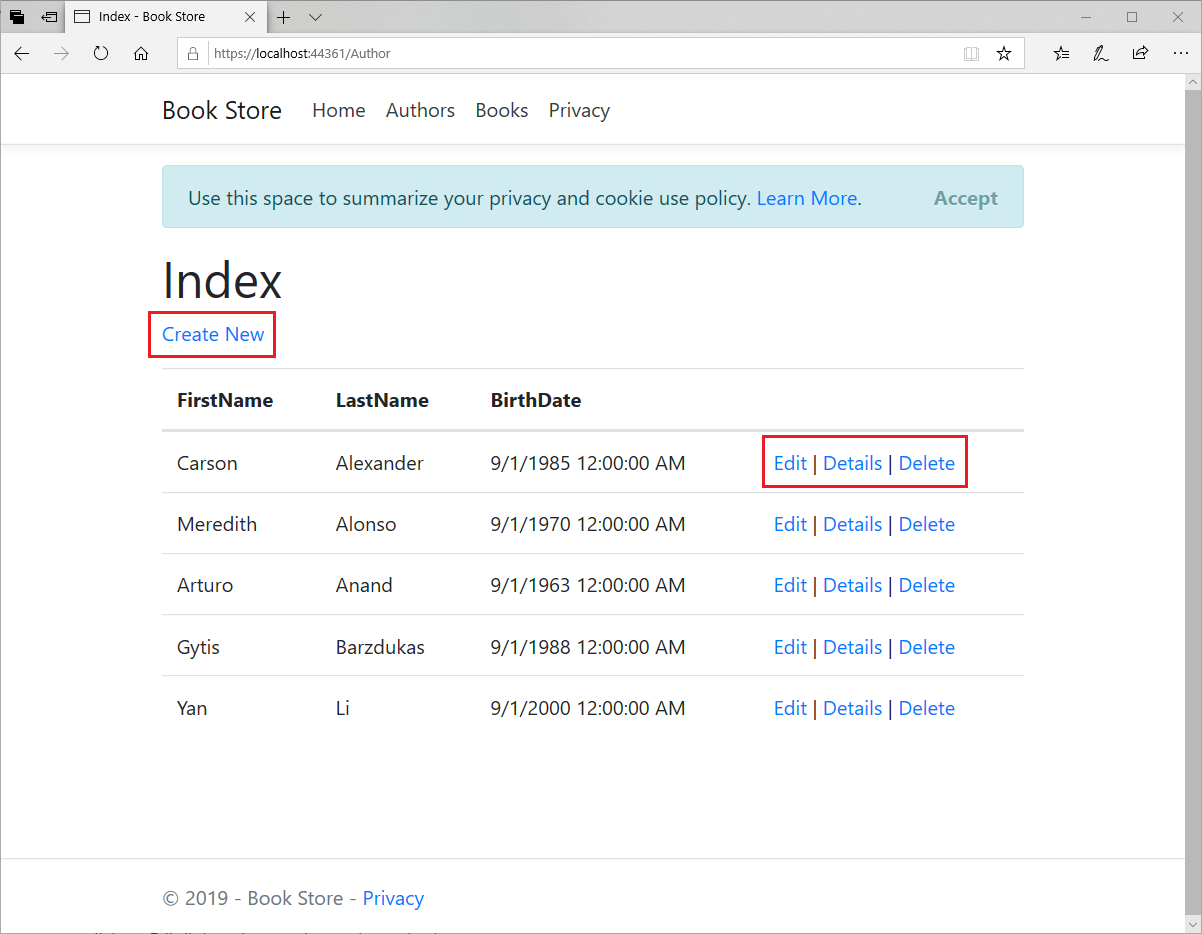 Index - Book Store
https://localhost:44361/Author
Book Store Home Authors Books Privacy
Use this space to summarize your privacy and cookie use policy. Learn More. Accept
Index
Create New
FirstName LastName BirthDate
Carson Alexander 9/1/1985 12:00:00 AM Edit | Details | Delete
Meredith Alonso 9/1/1970 12:00:00 AM Edit | Details | Delete
Arturo Anand 9/1/1963 12:00:00 AM Edit | Details | Delete
Gytis Barzdukas 9/1/1988 12:00:00 AM Edit | Details | Delete
Yan Li 9/1/2000 12:00:00 AM Edit | Details | Delete
© 2019 - Book Store - Privacy